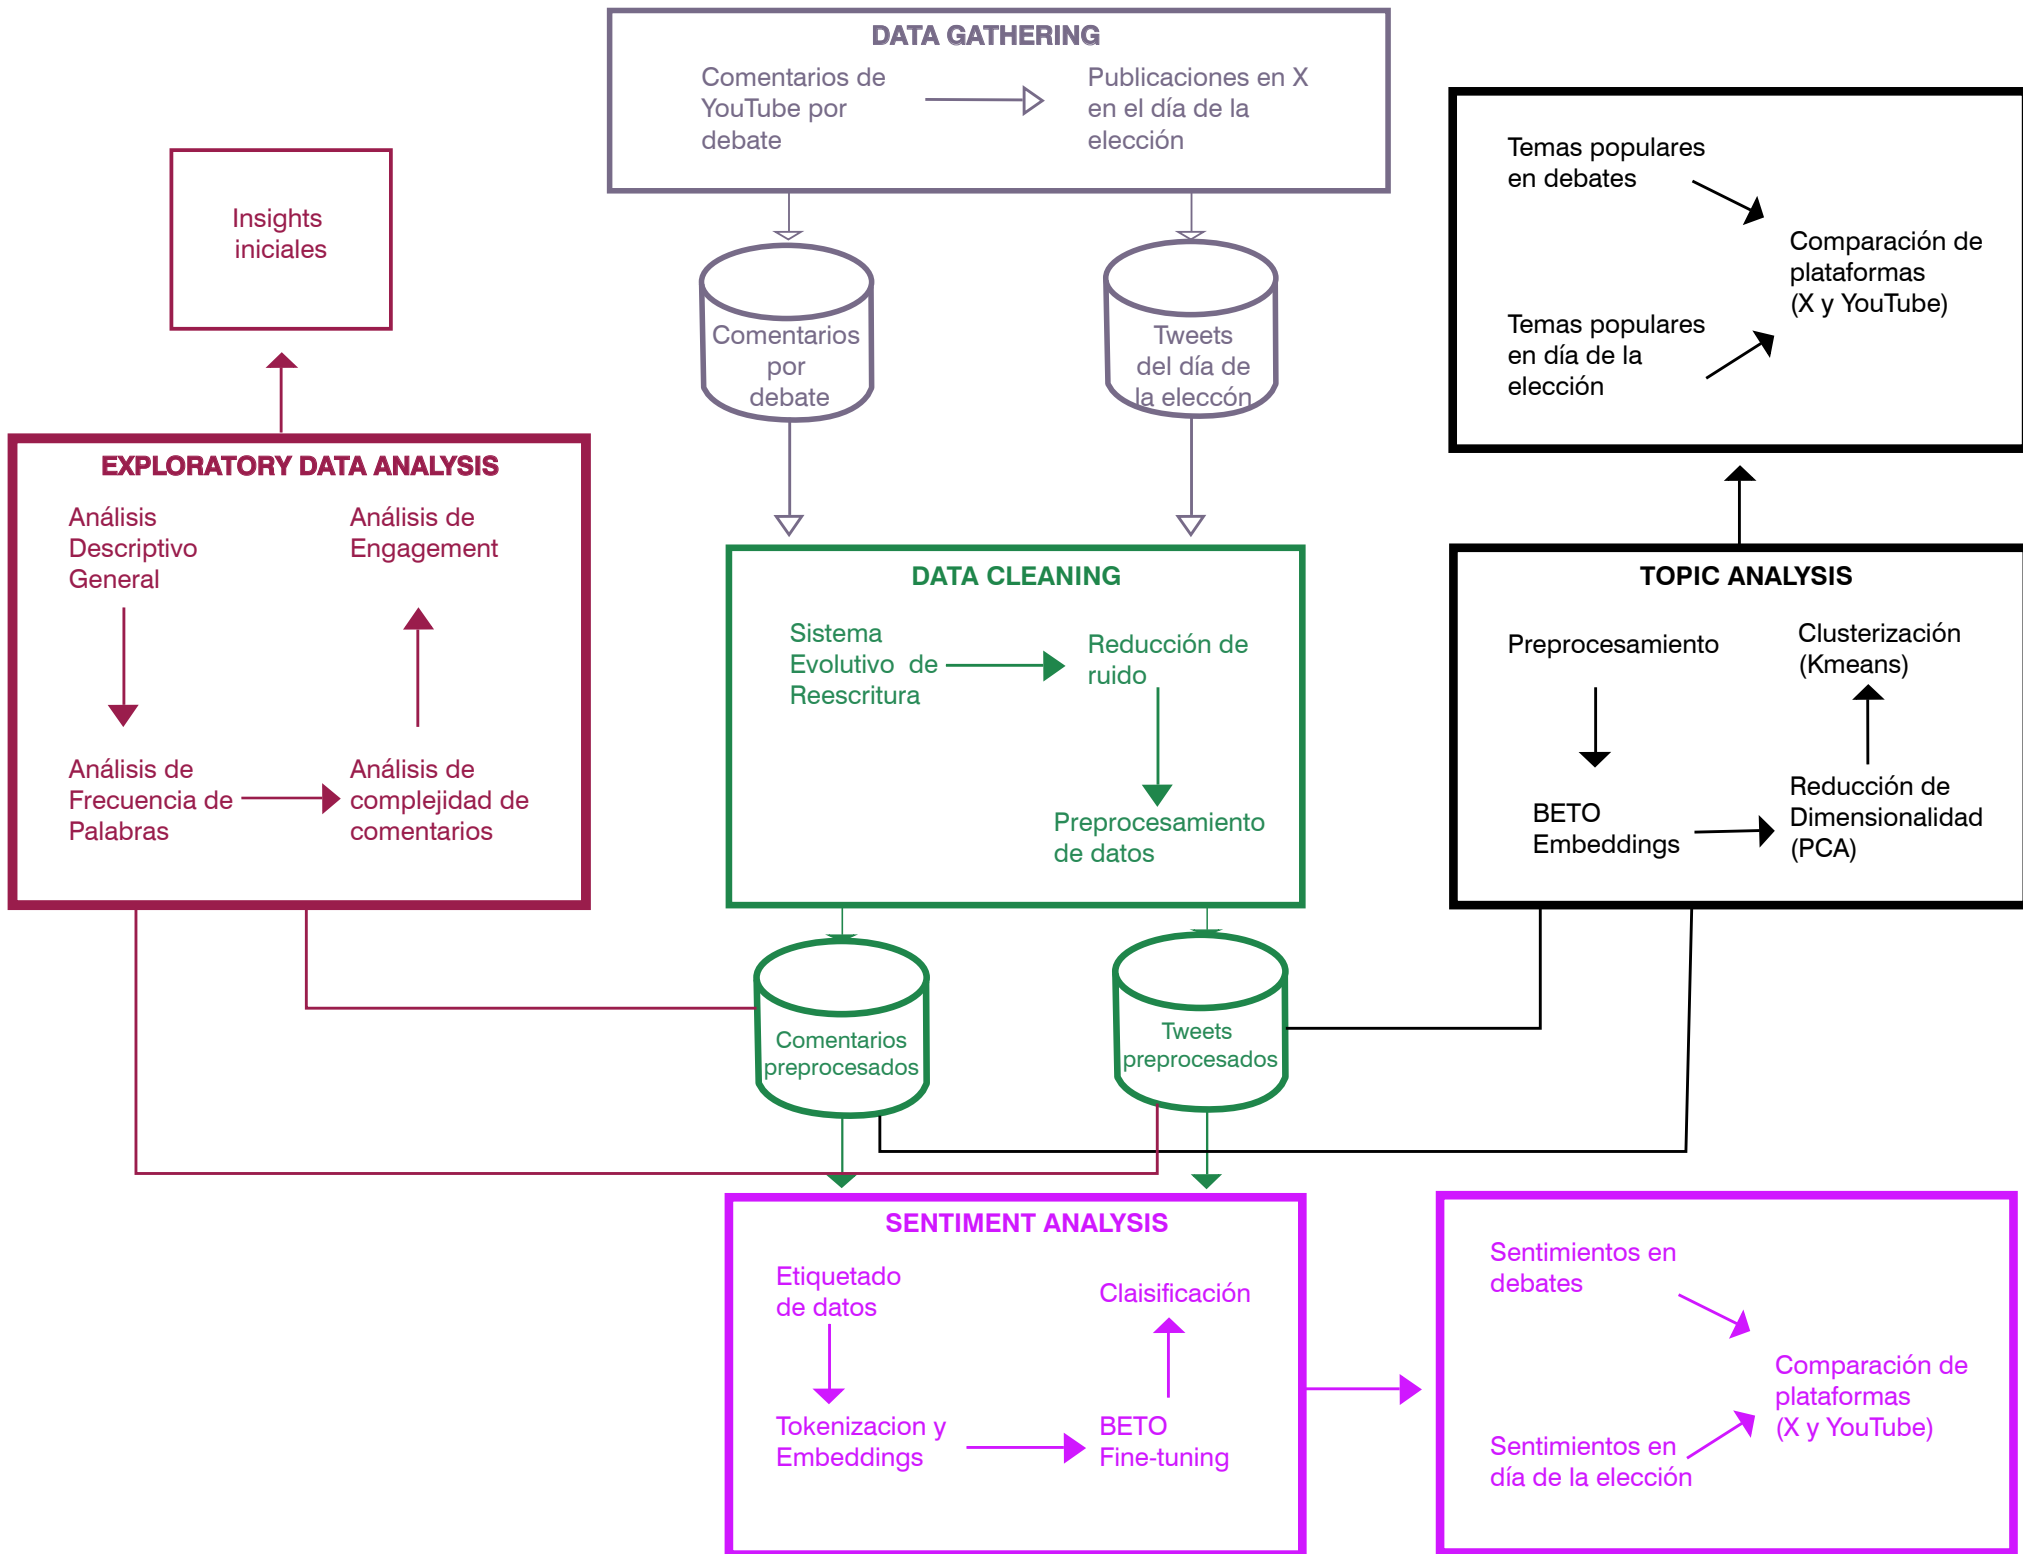 DATA GATHERING
Comentarios de
YouTube por
debate
Publicaciones en X
en el día de la
elección
Comentarios
por
debate
Tweets
del día de
la eleccón
Insights
iniciales
Temas populares
en debates
Temas populares
en día de la
elección
Comparación de
plataformas
(X y YouTube)
EXPLORATORY DATA ANALYSIS
Análisis
Descriptivo
General
Análisis de
Engagement
Análisis de
Frecuencia de
Palabras
Análisis de
complejidad de
comentarios
DATA CLEANING
Sistema
Evolutivo de
Reescritura
Reducción de
ruido
Preprocesamiento
de datos
TOPIC ANALYSIS
Preprocesamiento
Clusterización
(Kmeans)
BETO
Embeddings
Reducción de
Dimensionalidad
(PCA)
Comentarios
preprocesados
Tweets
preprocesados
SENTIMENT ANALYSIS
Etiquetado
de datos
Claisificación
Tokenizacion y
Embeddings
BETO
Fine-tuning
Sentimientos en
debates
Comparación de
plataformas
(X y YouTube)
Sentimientos en
día de la elección